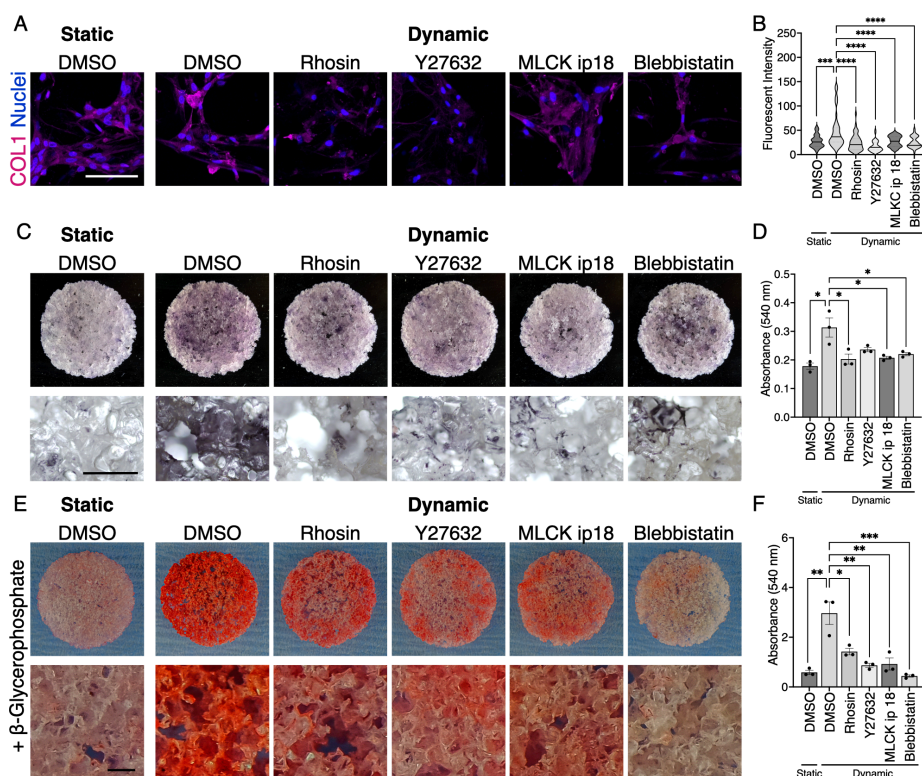 A
Static
Dynamic
DMSO DMSO Rhosin Y27632 MLCK ip18 Blebbistatin
COL1 Nuclei
B
Fluorescent Intensity
250
200
150
100
50
0
*** **** **** **** ****
DMSO DMSO Rhosin Y27632 MLKC ip 18 Blebbistatin
Static Dynamic
C
Static
Dynamic
DMSO DMSO Rhosin Y27632 MLCK ip18 Blebbistatin
D
Absorbance (540 nm)
0.5
0.4
0.3
0.2
0.1
0.0
* * * *
DMSO DMSO Rhosin Y27632 MLCK ip 18 Blebbistatin
Static Dynamic
E
Static
Dynamic
DMSO DMSO Rhosin Y27632 MLCK ip18 Blebbistatin
+ β-Glycerophosphate
F
Absorbance (540 nm)
6
4
2
0
** * ** ** ***
DMSO DMSO Rhosin Y27632 MLCK ip 18 Blebbistatin
Static Dynamic